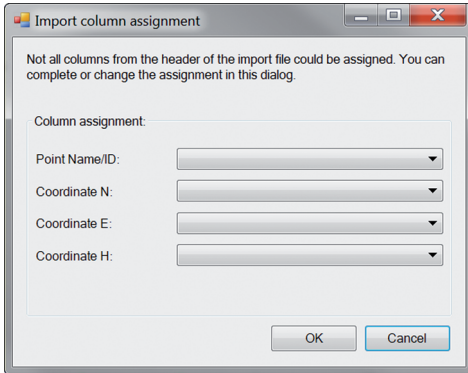 Import column assignment
Not all columns from the header of the import file could be assigned. You can
complete or change the assignment in this dialog.
Column assignment:
Point Name/ID:
Coordinate N:
Coordinate E:
Coordinate H:
OK
Cancel